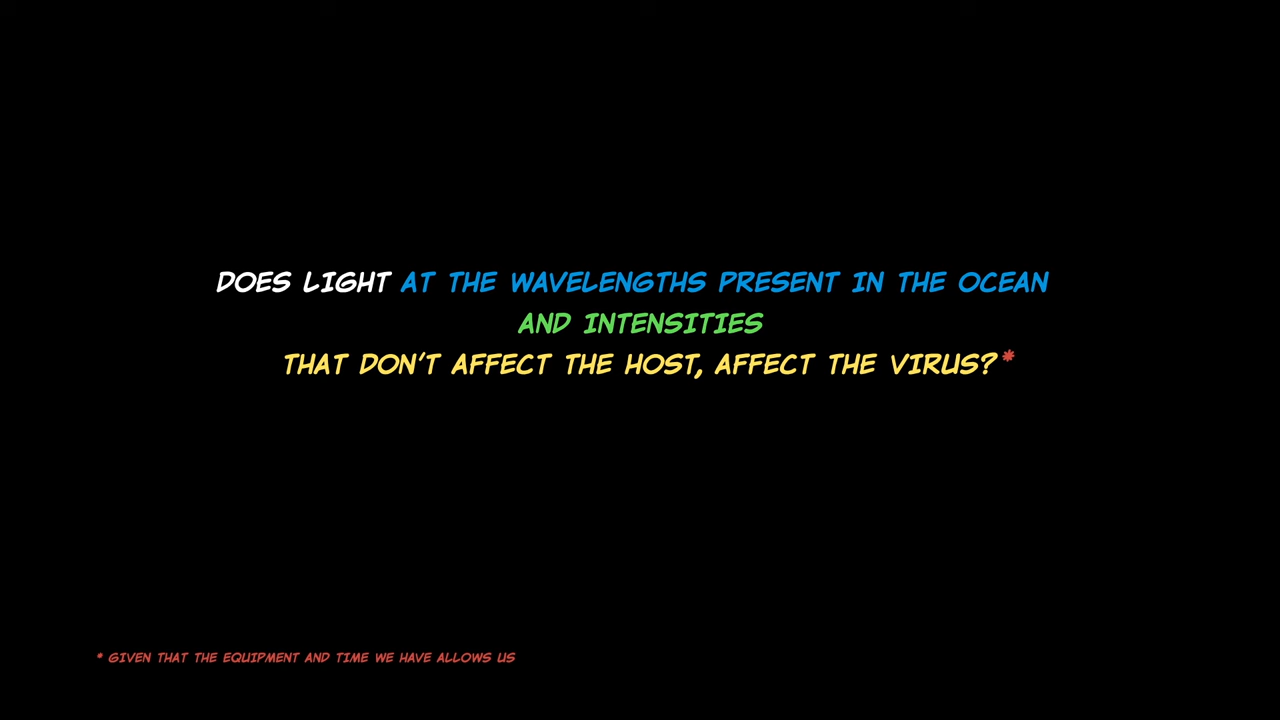 DOES LIGHT AT THE WAVELENGTHS PRESENT IN THE OCEAN
AND INTENSITIES
THAT DON'T AFFECT THE HOST, AFFECT THE VIRUS?*
* GIVEN THAT THE EQUIPMENT AND TIME WE HAVE ALLOWS US